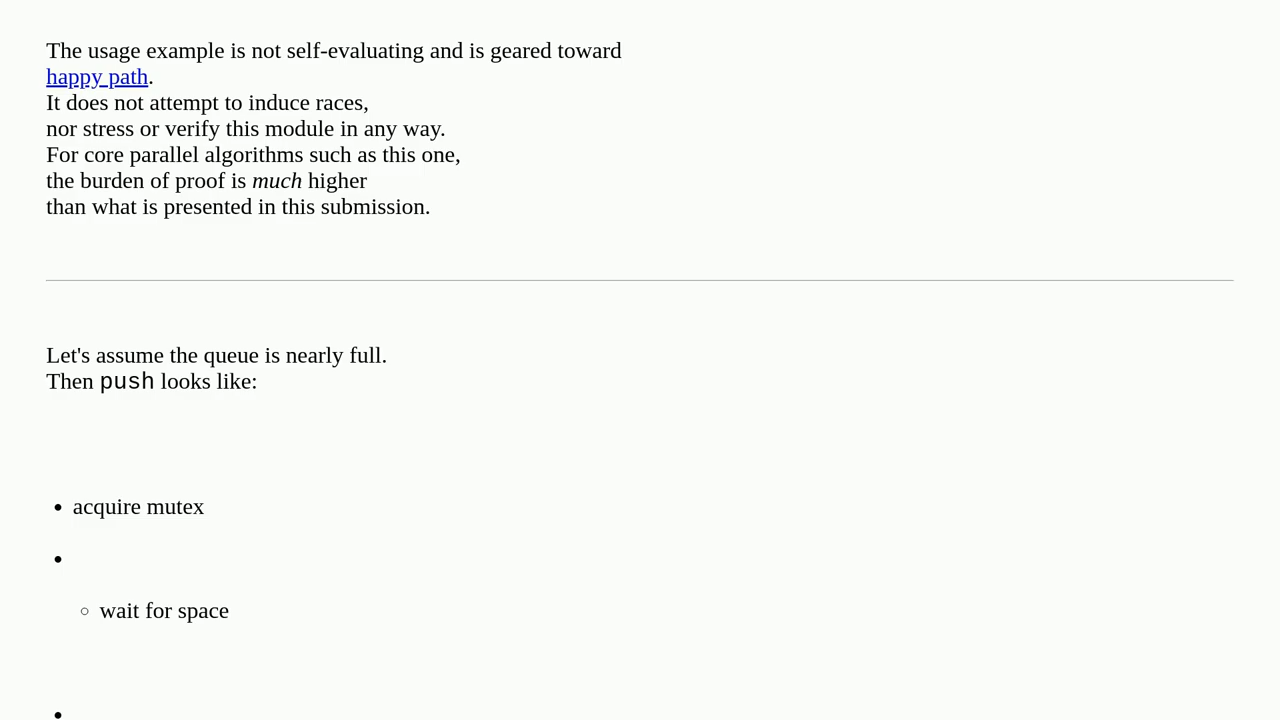 The usage example is not self-evaluating and is geared toward
happy path.
It does not attempt to induce races,
nor stress or verify this module in any way.
For core parallel algorithms such as this one,
the burden of proof is much higher
than what is presented in this submission.
Let's assume the queue is nearly full.
Then push looks like:
acquire mutex
wait for space